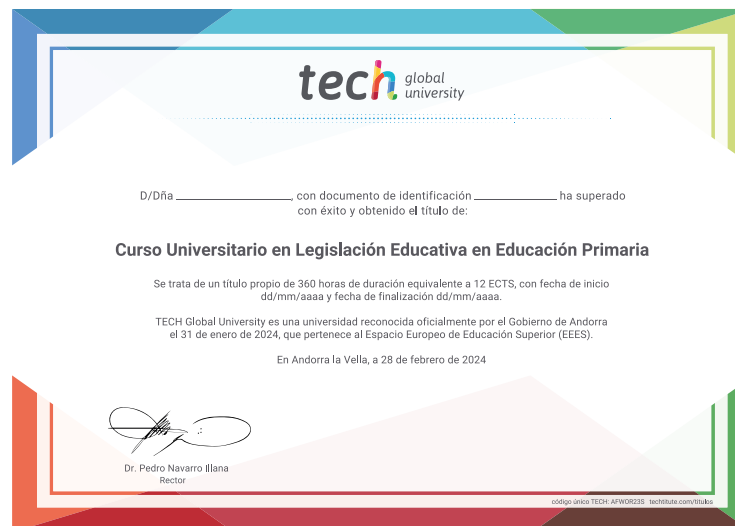 tech global university
D/Dña ______________, con documento de identificación ______________ ha superado
con éxito y obtenido el título de:
Curso Universitario en Legislación Educativa en Educación Primaria
Se trata de un título propio de 360 horas de duración equivalente a 12 ECTS, con fecha de inicio
dd/mm/aaaa y fecha de finalización dd/mm/aaaa.
TECH Global University es una universidad reconocida oficialmente por el Gobierno de Andorra
el 31 de enero de 2024, que pertenece al Espacio Europeo de Educación Superior (EEES).
En Andorra la Vella, a 28 de febrero de 2024
Dr. Pedro Navarro Illana
Rector
código único TECH: AFWOR23S techtitute.com/titulos